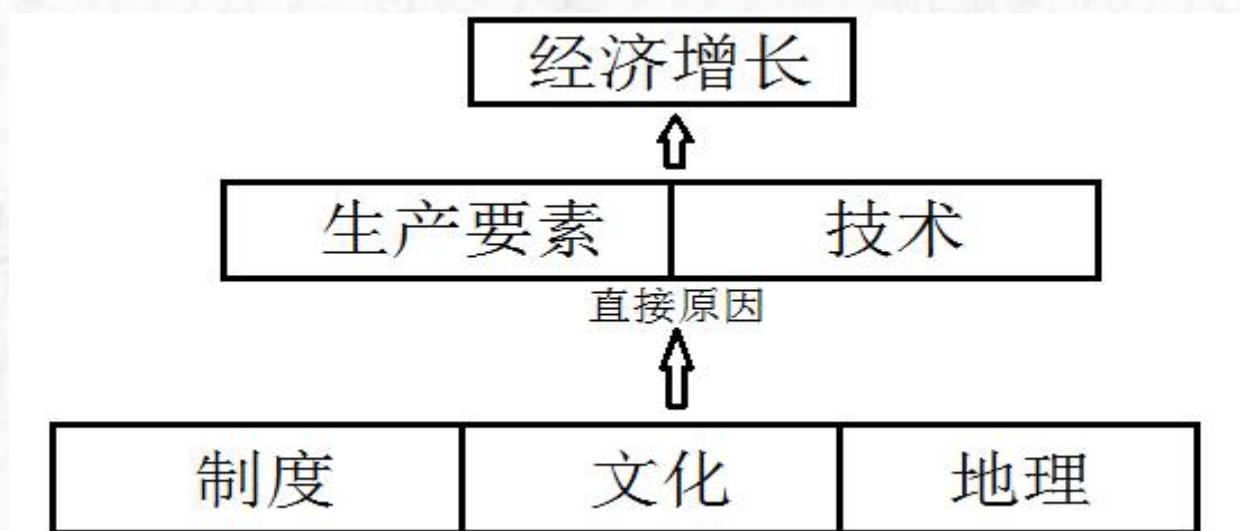 经济增长
生产要素 技术
直接原因
制度 文化 地理